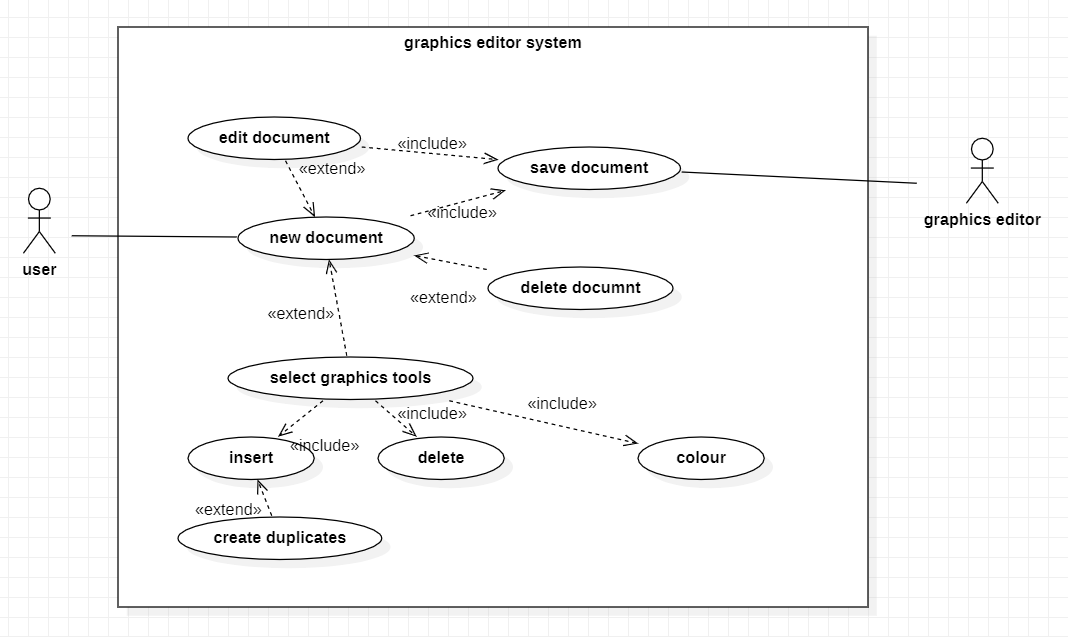 graphics editor system
edit document
«include»
save document
«extend»
«include»
new document
user
graphics editor
delete documnt
«extend»
«extend»
select graphics tools
«include»
«include»
«include»
insert
delete
colour
«extend»
create duplicates